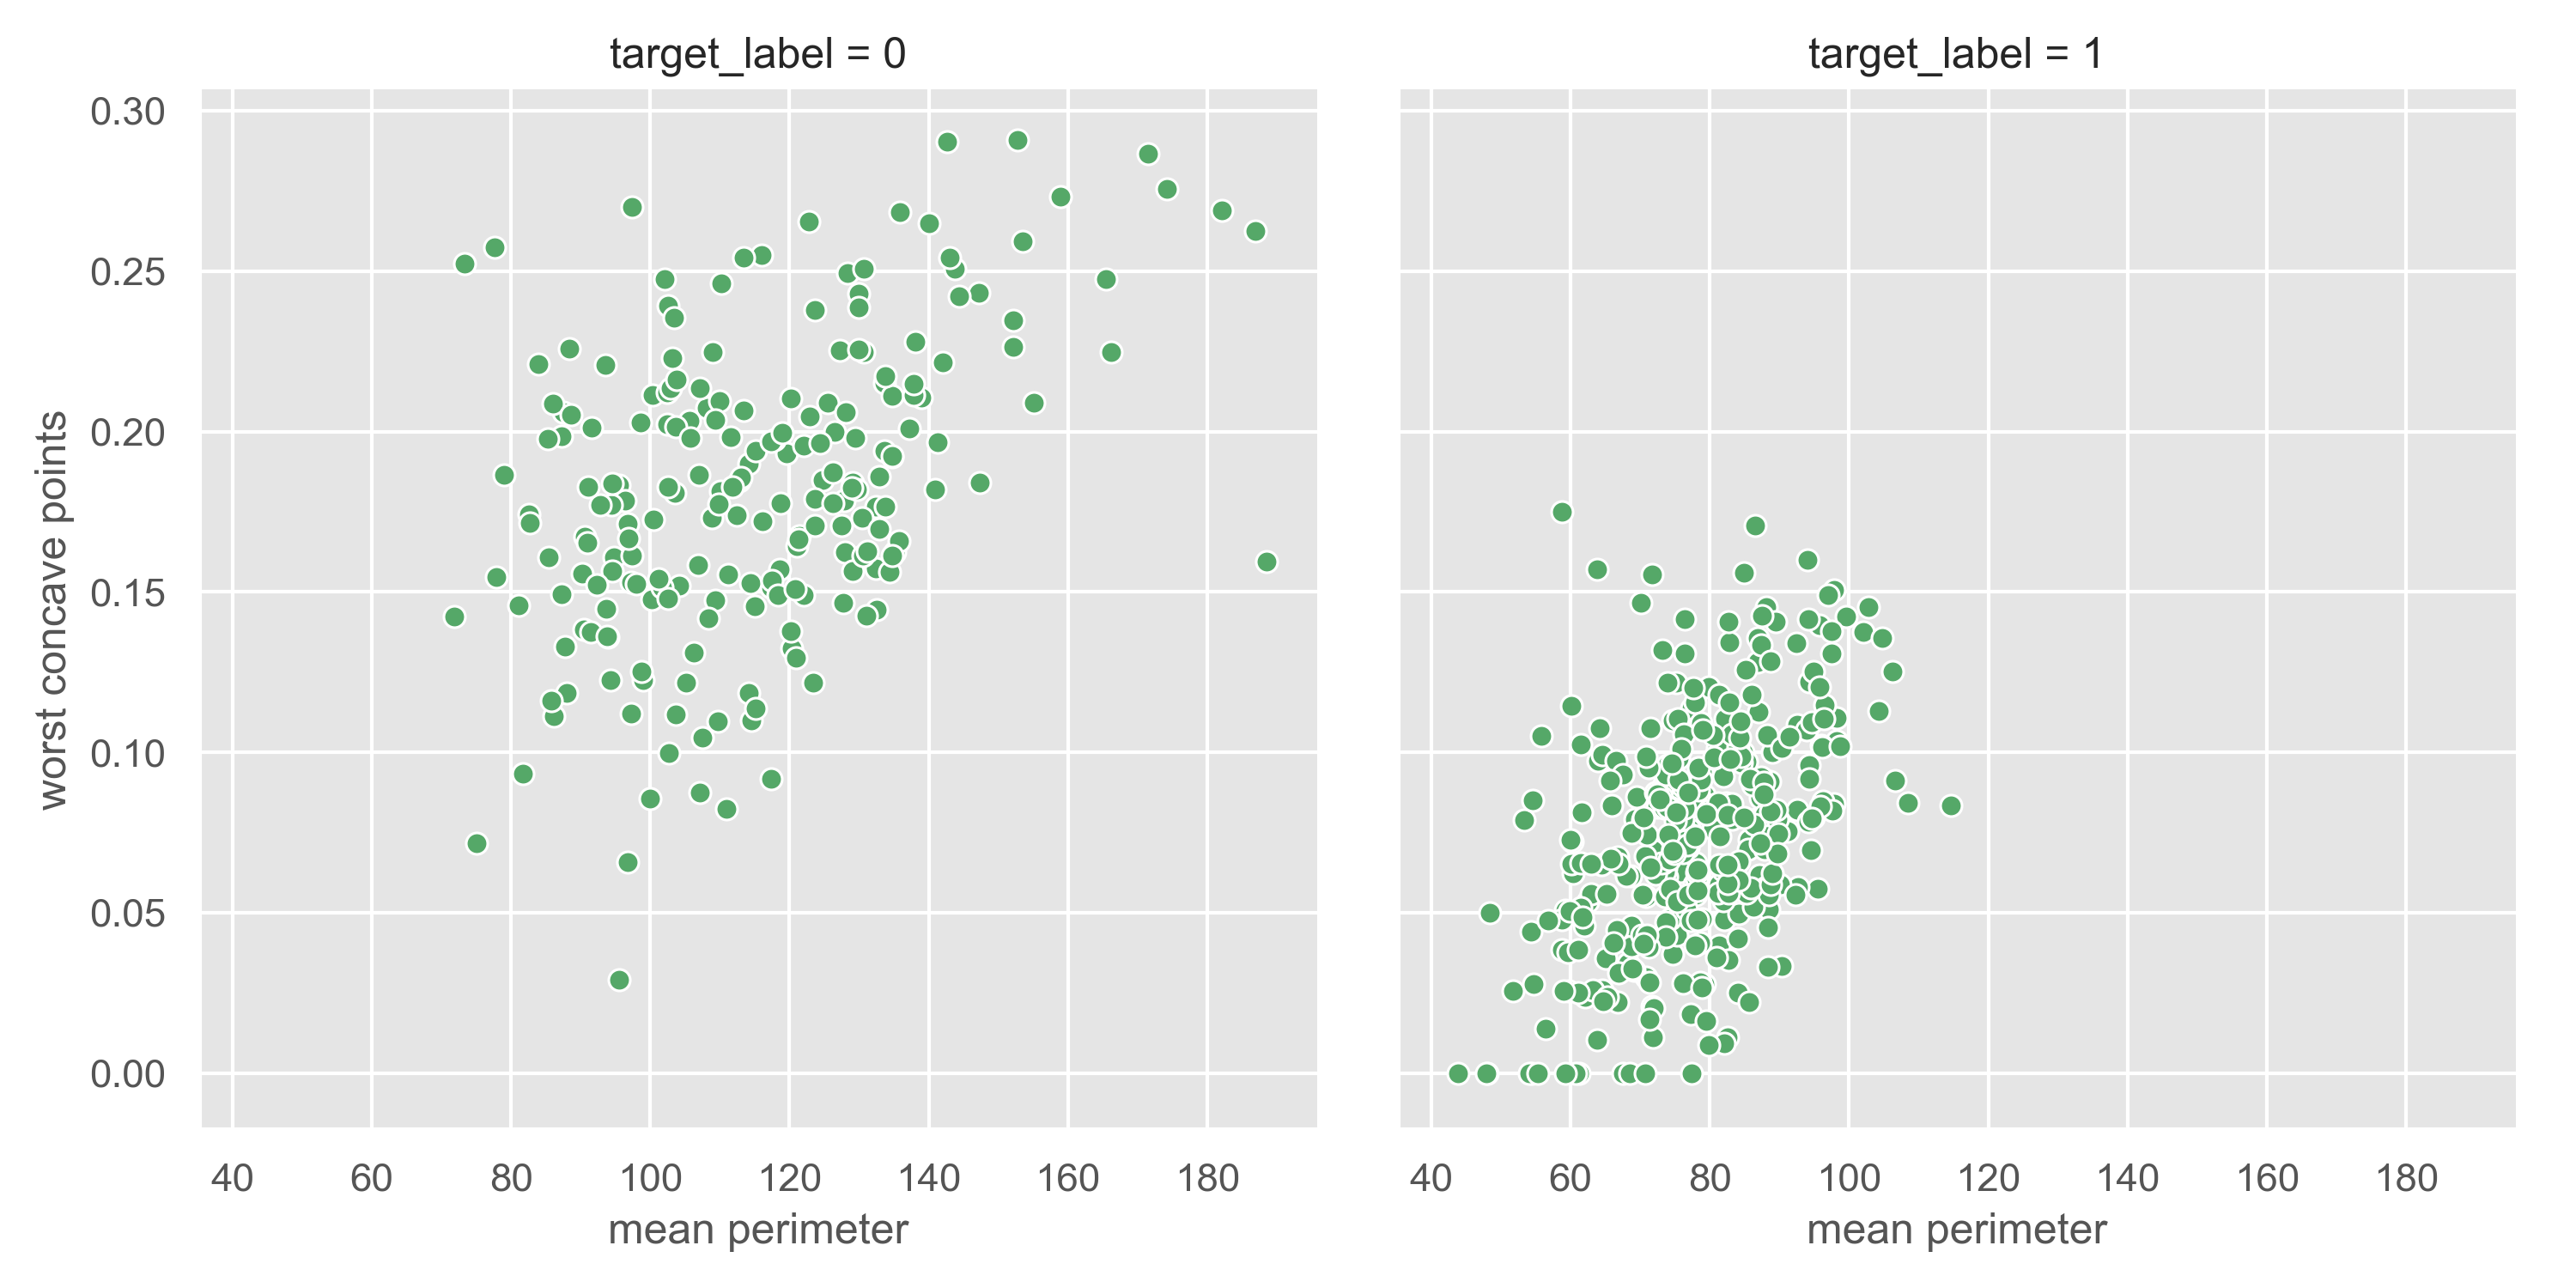 target_label = 0
target_label = 1
0.30
0.25
0.20
0.15
0.10
0.05
0.00
worst concave points
40 60 80 100 120 140 160 180
40 60 80 100 120 140 160 180
mean perimeter
mean perimeter